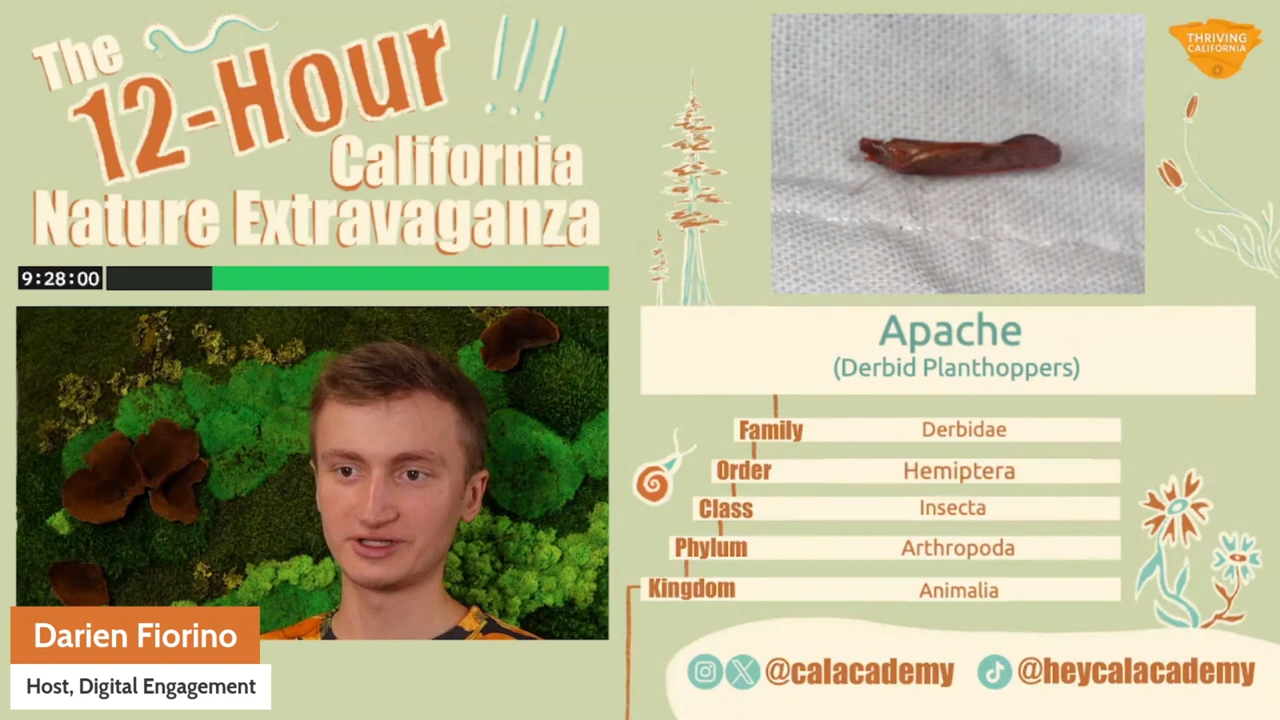 The
12-Hour !!!
California
Nature Extravaganza
9:28:00
Darien Fiorino
Host, Digital Engagement
THRIVING
CALIFORNIA
Apache
(Derbid Planthoppers)
Family Derbidae
Order Hemiptera
Class Insecta
Phylum Arthropoda
Kingdom Animalia
@calacademy @heycalacademy